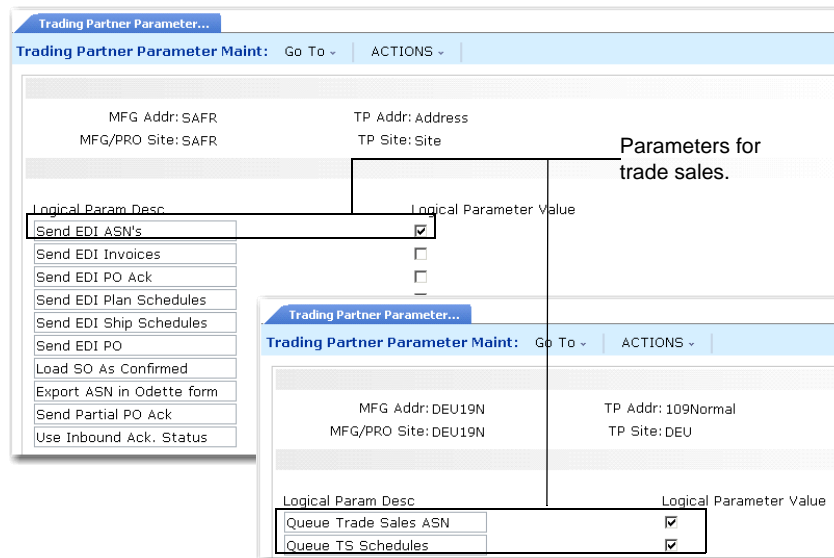 Trading Partner Parameter...
Trading Partner Parameter Maint: Go To ACTIONS
MFG Addr: SAFR TP Addr: Address
MFG/PRO Site: SAFR TP Site: Site
Parameters for
trade sales.
Logical Param Desc Logical Parameter Value
Send EDI ASN's
Send EDI Invoices
Send EDI PO Ack
Send EDI Plan Schedules
Send EDI Ship Schedules
Send EDI PO
Load SO As Confirmed
Export ASN in Odette form
Send Partial PO Ack
Use Inbound Ack. Status
Trading Partner Parameter...
Trading Partner Parameter Maint: Go To ACTIONS
MFG Addr: DEU19N TP Addr: 109Normal
MFG/PRO Site: DEU19N TP Site: DEU
Logical Param Desc Logical Parameter Value
Queue Trade Sales ASN
Queue TS Schedules